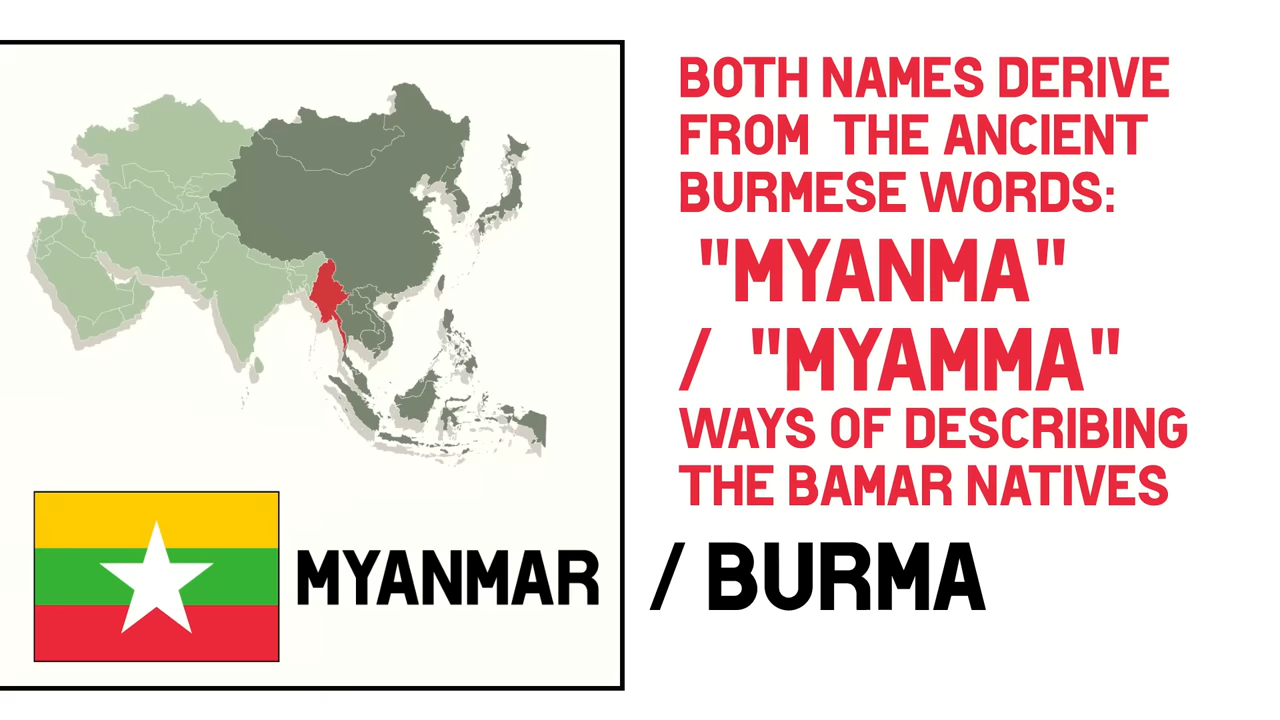 BOTH NAMES DERIVE
FROM THE ANCIENT
BURMESE WORDS:
"MYANMA"
/ "MYAMMA"
WAYS OF DESCRIBING
THE BAMAR NATIVES
MYANMAR / BURMA